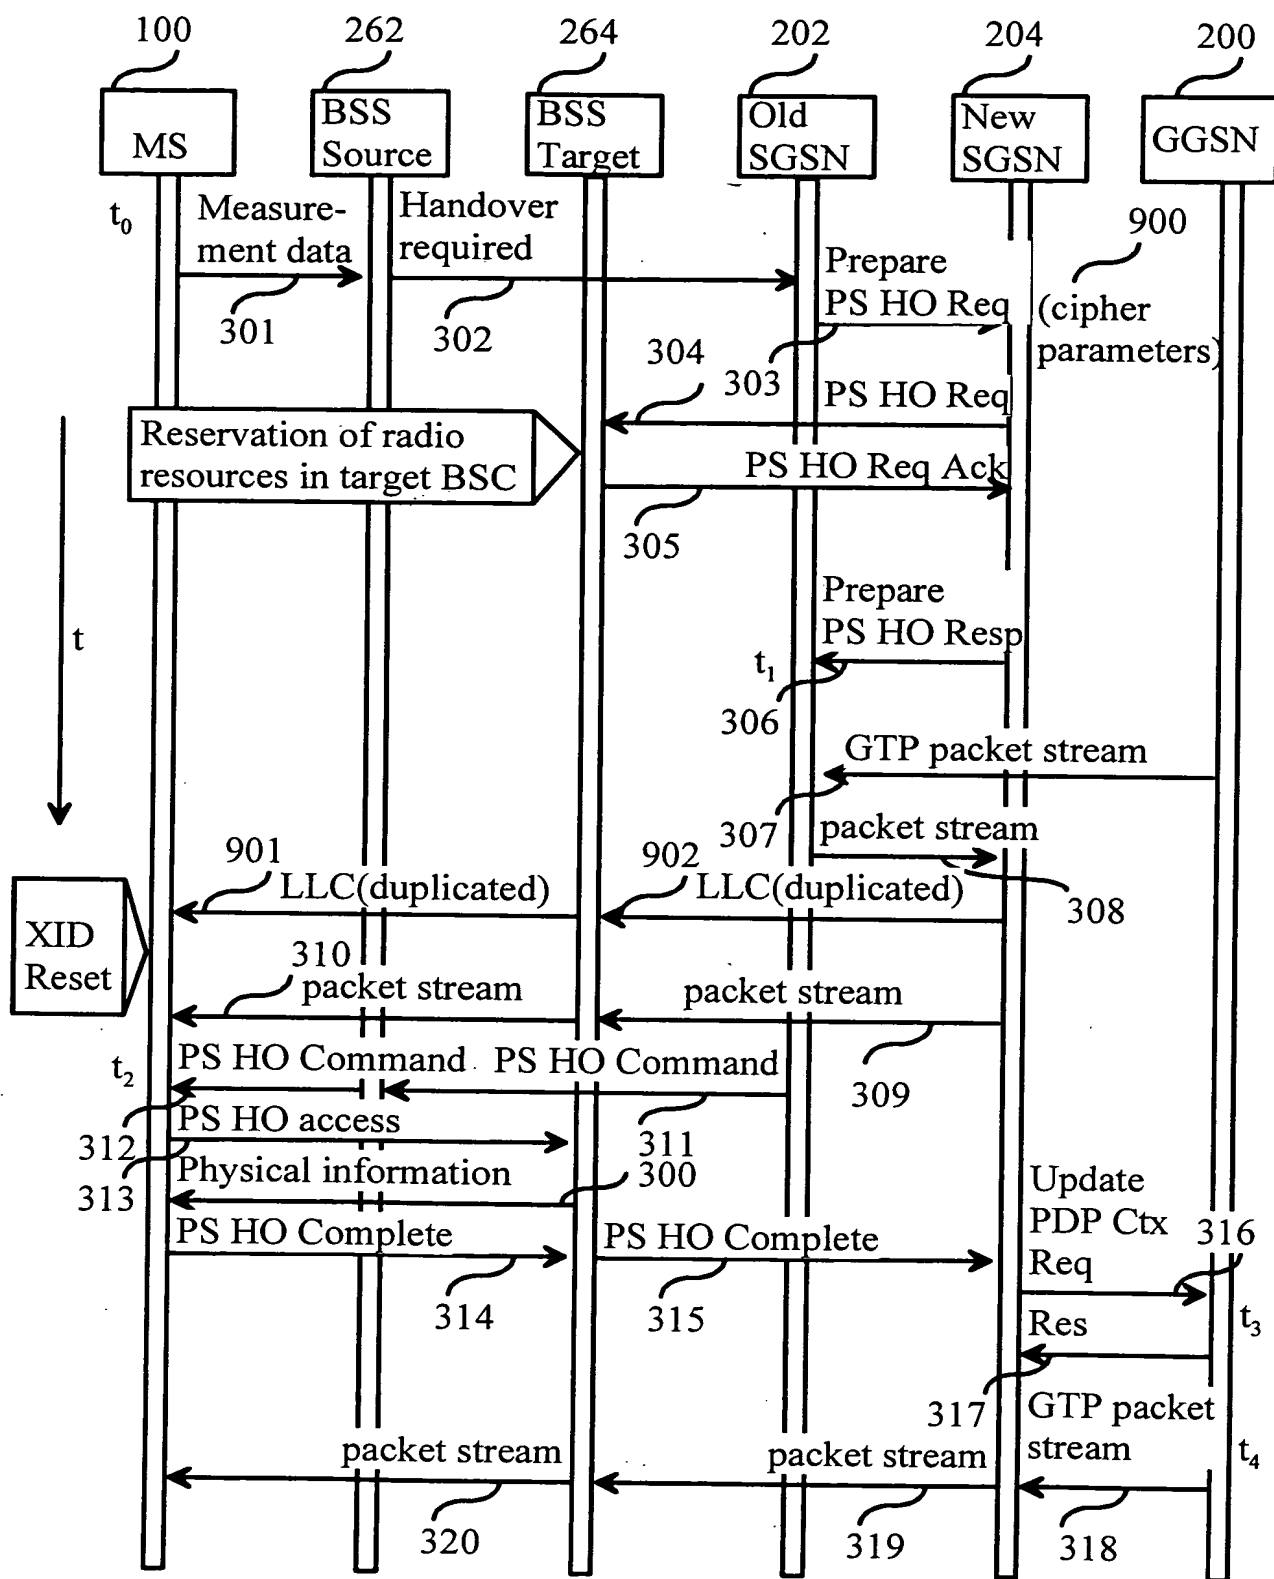 100 262 264 202 204 200
MS
BSS
Source
BSS
Target
Old
SGSN
New
SGSN
GGSN
t0
Measure-
ment data
301
Handover
required
302
Prepare
PS HO Req
303
900
(cipher
parameters)
304
PS HO Req
Reservation of radio
resources in target BSC
PS HO Req Ack
305
t
Prepare
PS HO Resp
t1
306
GTP packet stream
307
packet stream
308
901
LLC(duplicated)
902
LLC(duplicated)
XID
Reset
310
packet stream
packet stream
309
t2
PS HO Command
PS HO Command
312
311
PS HO access
313
Physical information
300
PS HO Complete
314
PS HO Complete
315
Update
PDP Ctx
Req
316
t3
Res
317
GTP packet
stream
t4
318
packet stream
319
packet stream
320